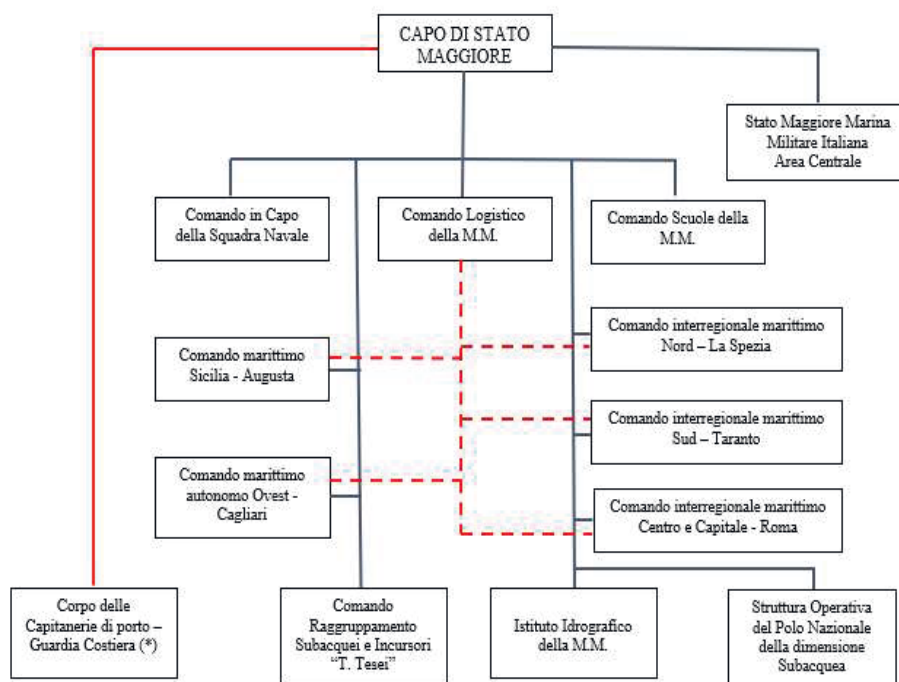 CAPO DI STATO
MAGGIORE
Stato Maggiore Marina
Militare Italiana
Area Centrale
Comando in Capo
della Squadra Navale
Comando Logistico
della M.M.
Comando Scuole della
M.M.
Comando marittimo
Sicilia - Augusta
Comando interregionale marittimo
Nord – La Spezia
Comando interregionale marittimo
Sud – Taranto
Comando marittimo
autonomo Ovest -
Cagliari
Comando interregionale marittimo
Centro e Capitale - Roma
Corpo delle
Capitanerie di porto –
Guardia Costiera (*)
Comando
Raggruppamento
Subacquei e Incursori
“T. Tesei”
Istituto Idrografico
della M.M.
Struttura Operativa
del Polo Nazionale
della dimensione
Subacquea